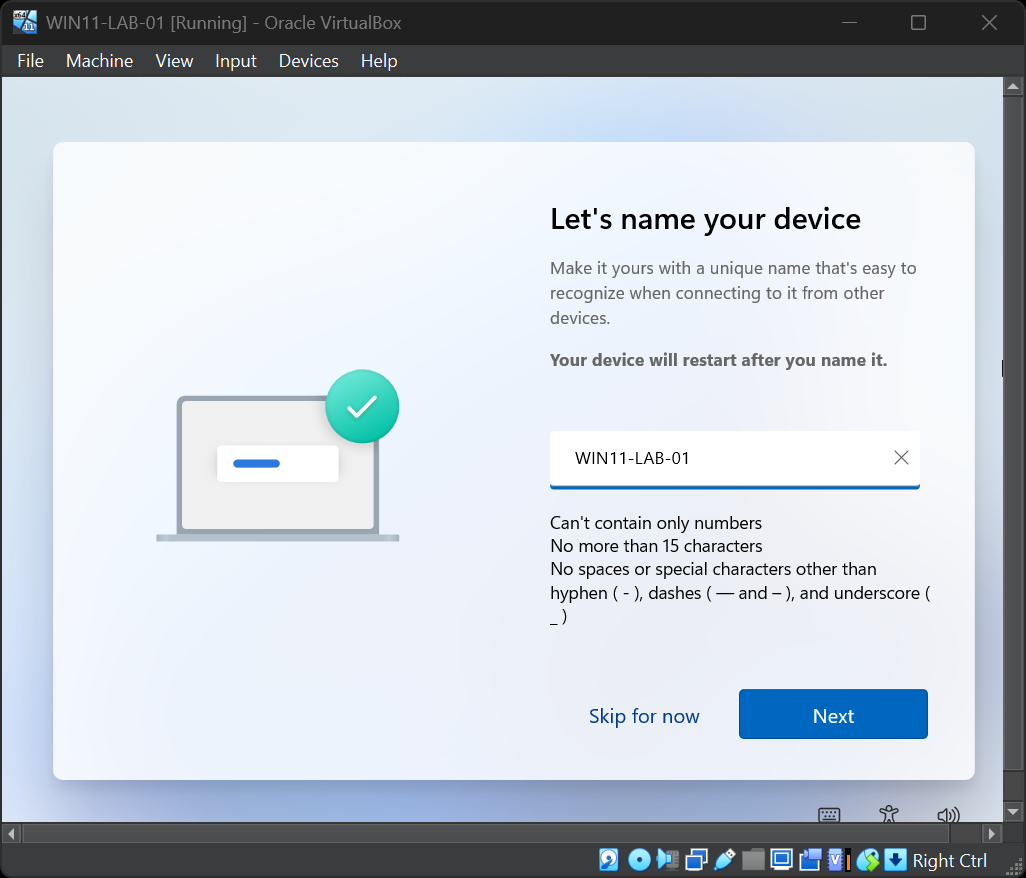 WIN11-LAB-01 [Running] - Oracle VirtualBox
File Machine View Input Devices Help
Let's name your device
Make it yours with a unique name that's easy to
recognize when connecting to it from other
devices.
Your device will restart after you name it.
WIN11-LAB-01
Can't contain only numbers
No more than 15 characters
No spaces or special characters other than
hyphen ( - ), dashes ( — and – ), and underscore (
_ )
Skip for now
Next
Right Ctrl